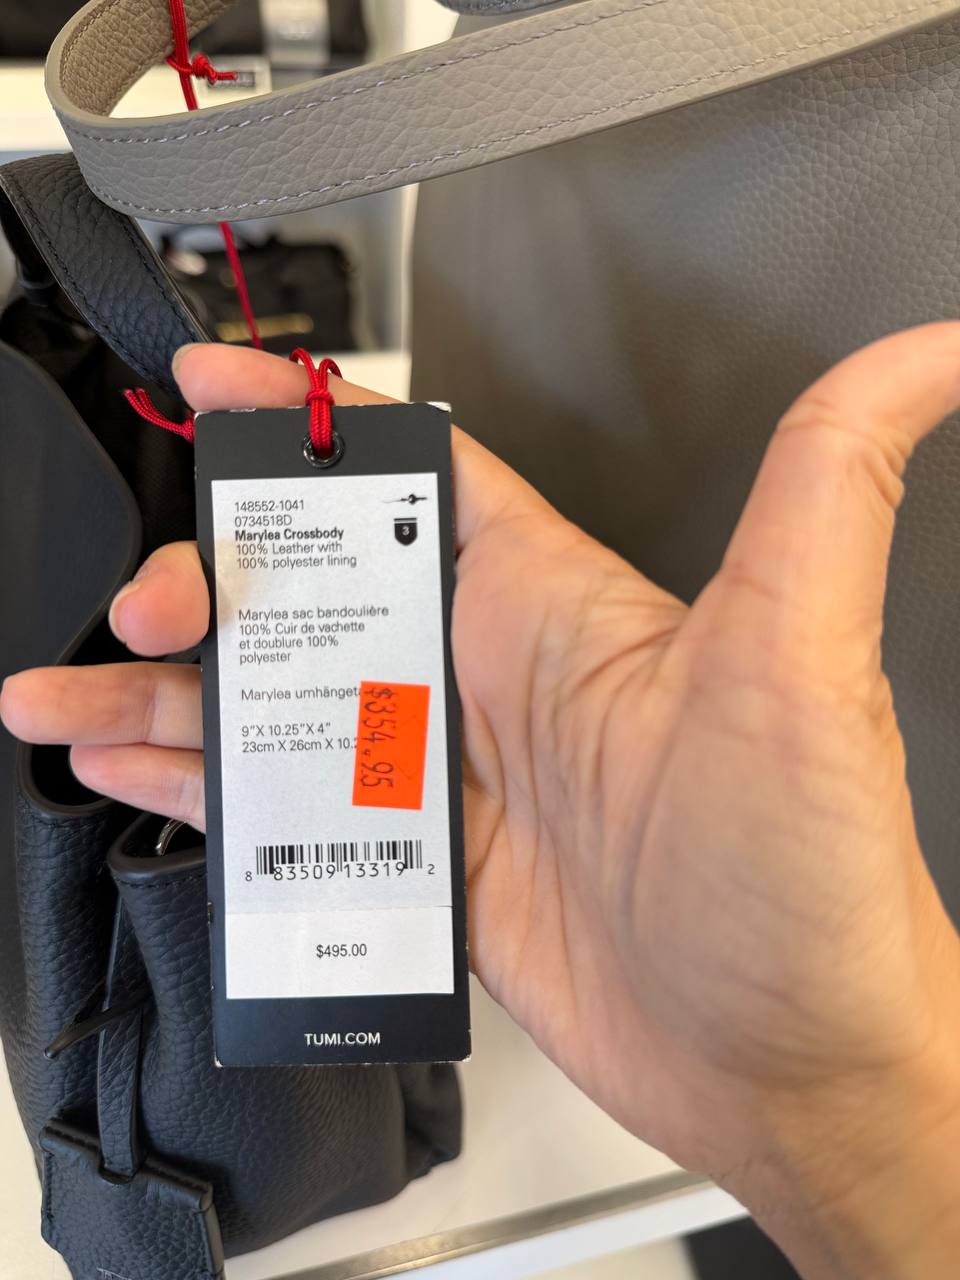 148552-1041
0734518D
Marylea Crossbody
100% Leather with
100% polyester lining
3
Marylea sac bandoulière
100% Cuir de vachette
et doublure 100%
polyester
Marylea
9"X 10.25"X 4"
23cm X 26cm X
$354.95
8 83509 13319 2
$495.00
TUMI.COM